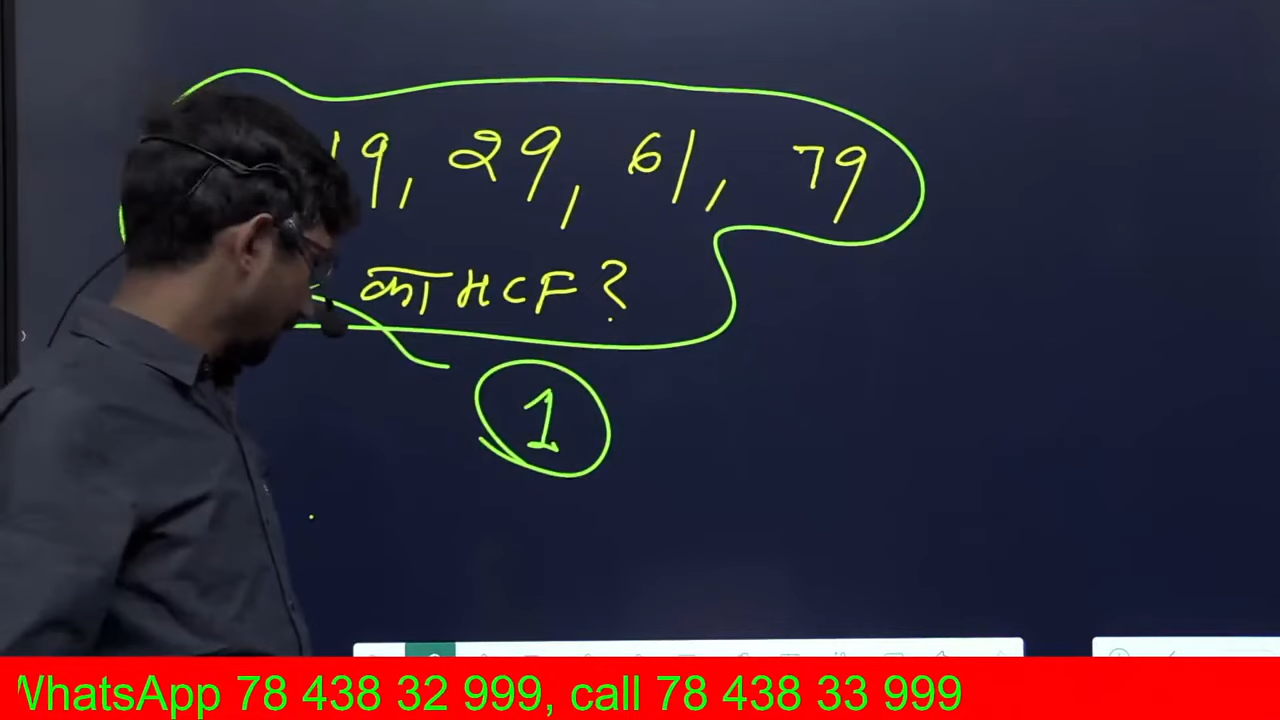 19, 29, 61, 79
का HCF?
1
WhatsApp 78 438 32 999, call 78 438 33 999